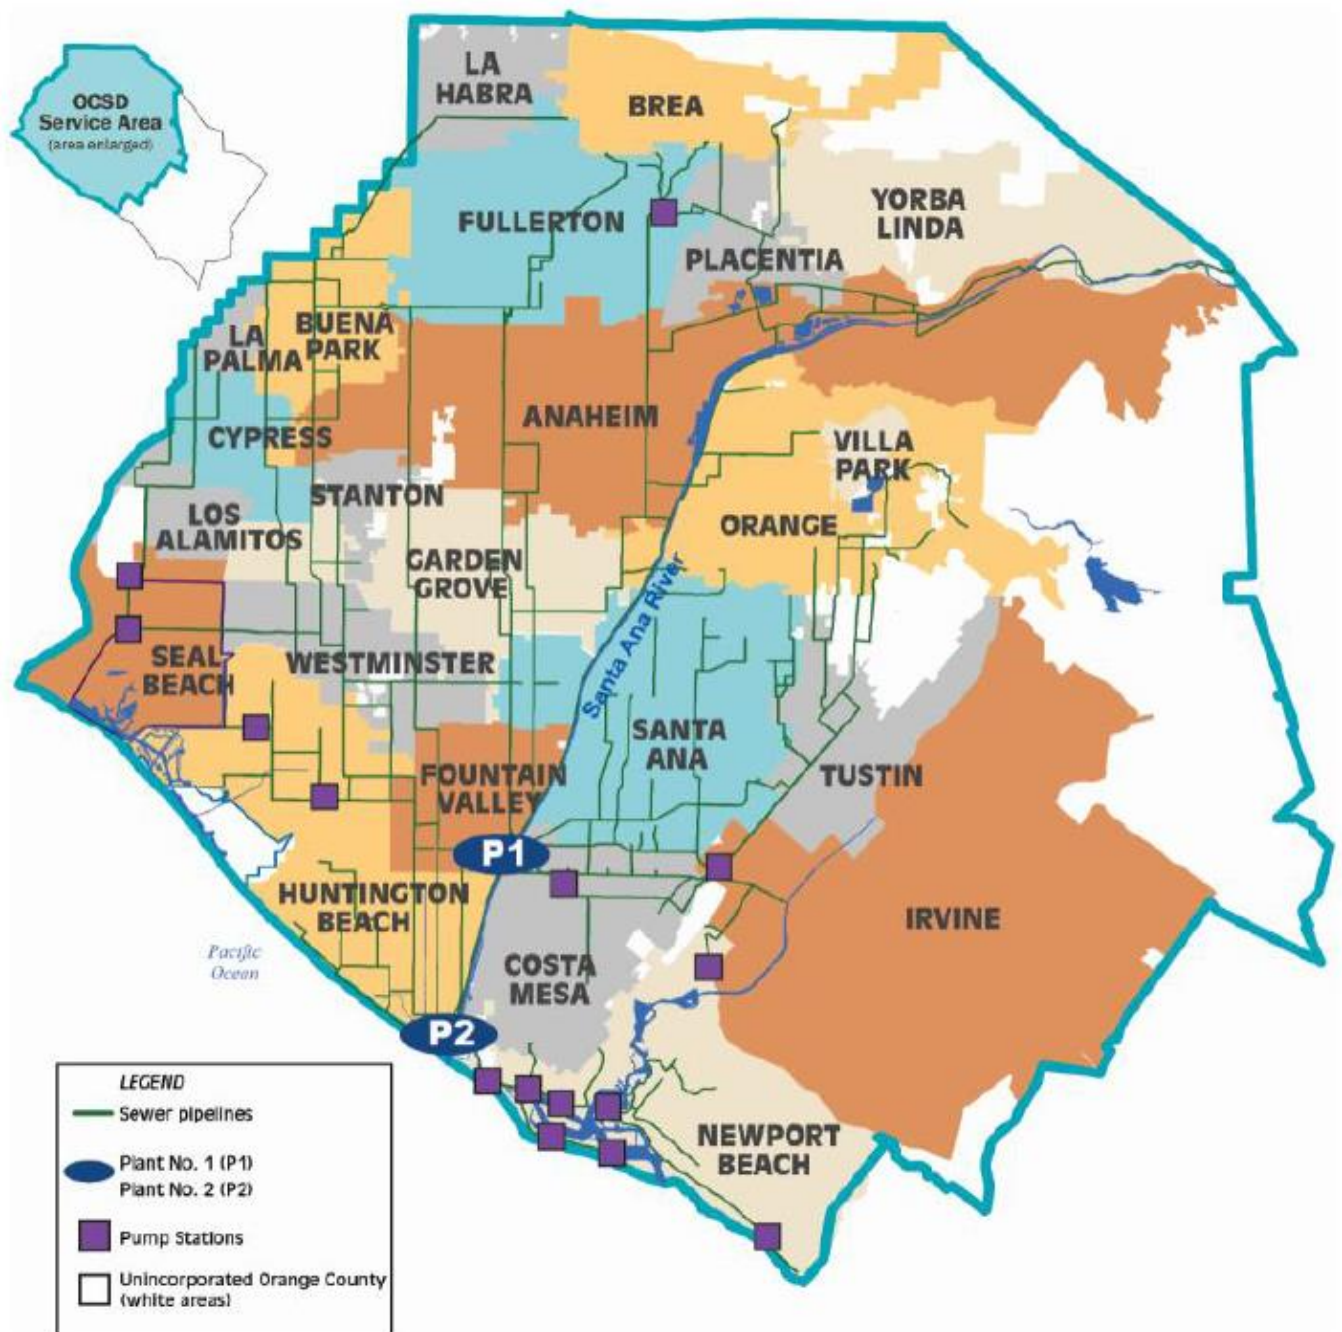 OCSD
Service Area
(area enlarged)
LA
HABRA
BREA
YORBA
LINDA
FULLERTON
PLACENTIA
BUENA
PARK
LA
PALMA
ANAHEIM
CYPRESS
VILLA
PARK
STANTON
LOS
ALAMITOS
ORANGE
GARDEN
GROVE
Santa Ana River
SEAL
BEACH
WESTMINSTER
SANTA
ANA
FOUNTAIN
VALLEY
TUSTIN
P1
HUNTINGTON
BEACH
IRVINE
Pacific
Ocean
COSTA
MESA
P2
NEWPORT
BEACH
LEGEND
Sewer pipelines
Plant No. 1 (P1)
Plant No. 2 (P2)
Pump Stations
Unincorporated Orange County
(white areas)